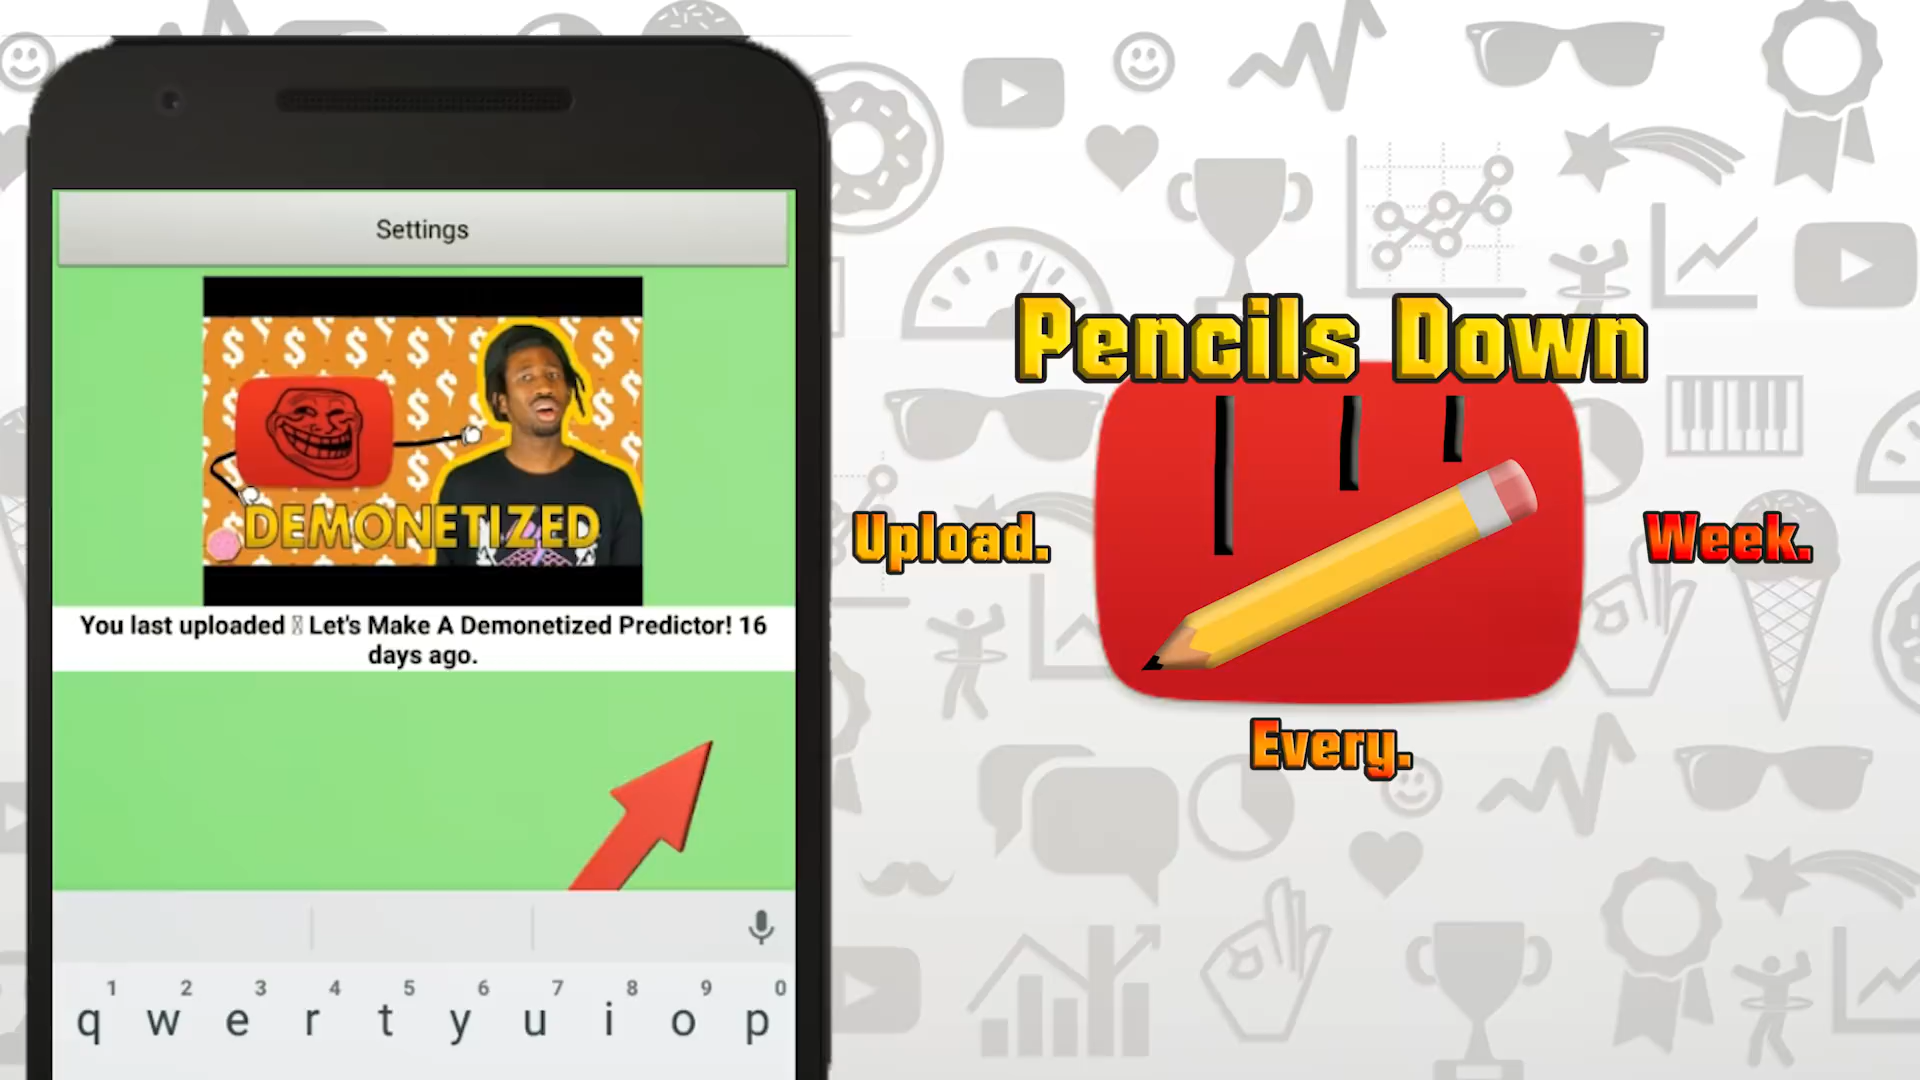 Settings
DEMONETIZED
You last uploaded ▯ Let's Make A Demonetized Predictor! 16
days ago.
1 2 3 4 5 6 7 8 9 0
q w e r t y u i o p
Pencils Down
Upload.
Every.
Week.